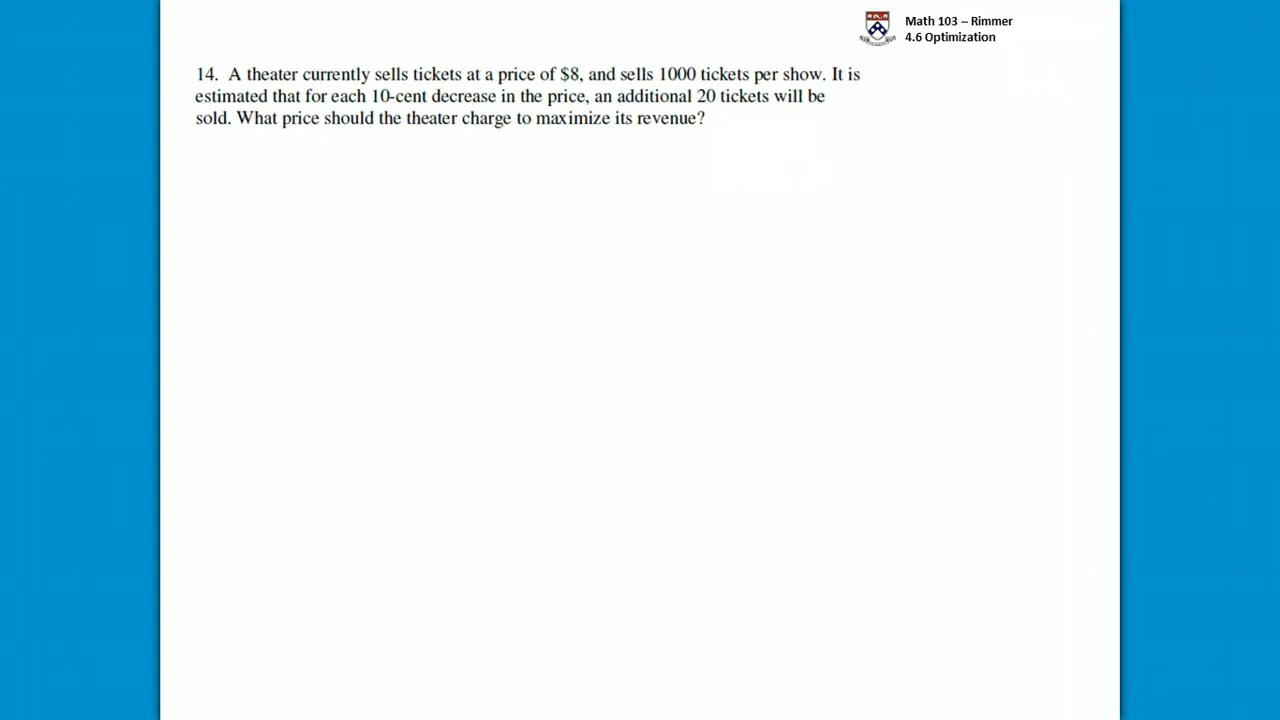 Math 103 – Rimmer
4.6 Optimization
14. A theater currently sells tickets at a price of $8, and sells 1000 tickets per show. It is
estimated that for each 10-cent decrease in the price, an additional 20 tickets will be
sold. What price should the theater charge to maximize its revenue?